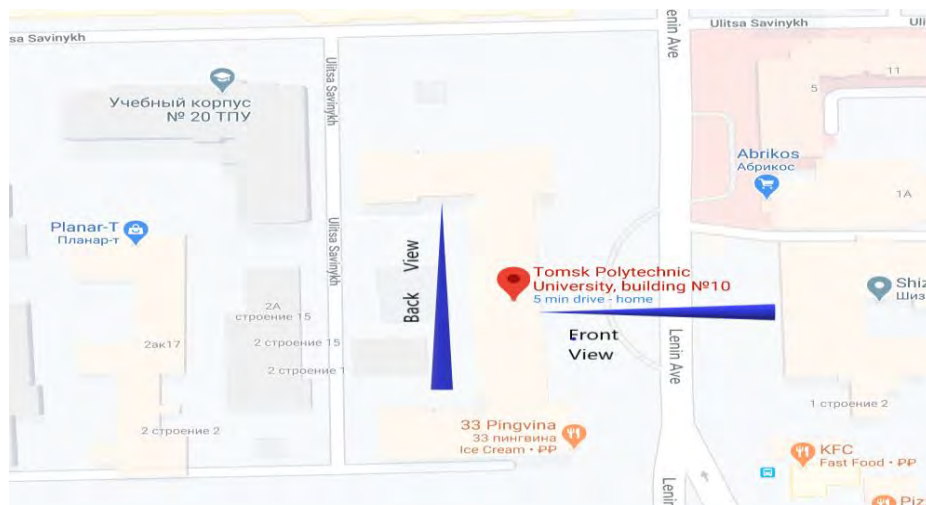 Ulitsa Savinykh
Uli
sa Savinykh
Lenin Ave
Ulitsa Savinykh
Учебный корпус
№ 20 ТПУ
11
5
Abrikos
Абрикос
1A
Planar-T
Планар-т
Ulitsa Savinykh
Back View
Tomsk Polytechnic
University, building №10
5 min drive - home
Shiz
Шиз
2A
строение 15
Front
View
Lenin Ave
2ак17
2 строение 15
2 строение 1
1 строение 2
2 строение 2
33 Pingvina
33 пингвина
Ice Cream • ₽₽
KFC
Fast Food • ₽₽
Lenin
Piz